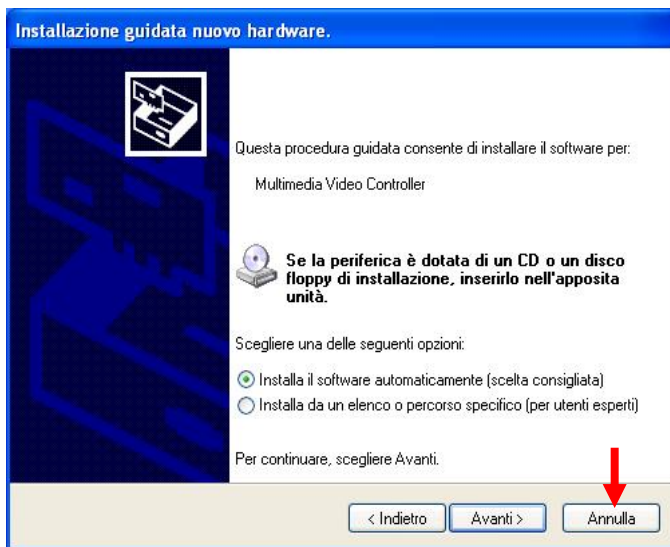 Installazione guidata nuovo hardware.
Questa procedura guidata consente di installare il software per:
Multimedia Video Controller
Se la periferica è dotata di un CD o un disco
floppy di installazione, inserirlo nell'apposita
unità.
Scegliere una delle seguenti opzioni:
Installa il software automaticamente (scelta consigliata)
Installa da un elenco o percorso specifico (per utenti esperti)
Per continuare, scegliere Avanti.
< Indietro Avanti > Annulla